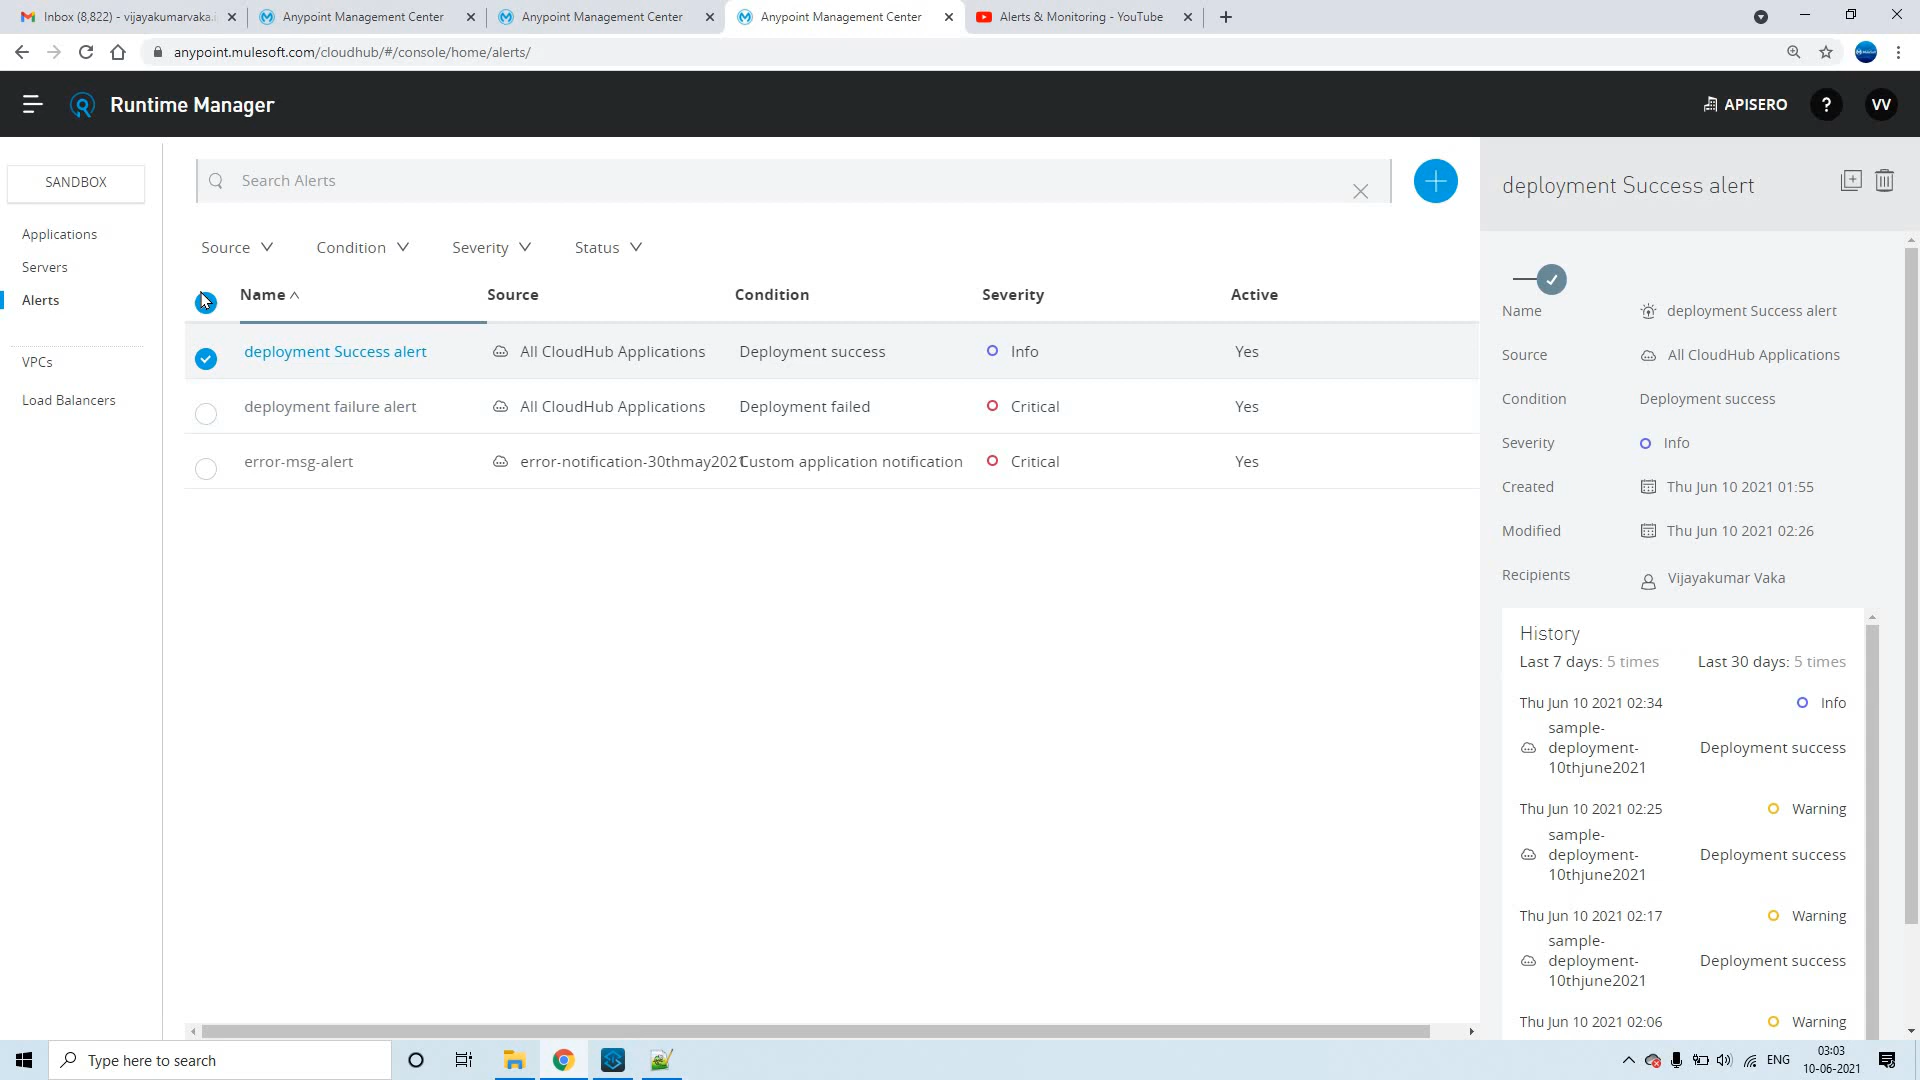 Inbox (8,822) - vijayakumarvaka.i
Anypoint Management Center
Anypoint Management Center
Anypoint Management Center
Alerts & Monitoring - YouTube
anypoint.mulesoft.com/cloudhub/#/console/home/alerts/
Runtime Manager
APISERO
?
VV
SANDBOX
Applications
Servers
Alerts
VPCs
Load Balancers
Search Alerts
Source
Condition
Severity
Status
Name Source Condition Severity Active
deployment Success alert All CloudHub Applications Deployment success Info Yes
deployment failure alert All CloudHub Applications Deployment failed Critical Yes
error-msg-alert error-notification-30thmay2021 Custom application notification Critical Yes
deployment Success alert
Name deployment Success alert
Source All CloudHub Applications
Condition Deployment success
Severity Info
Created Thu Jun 10 2021 01:55
Modified Thu Jun 10 2021 02:26
Recipients Vijayakumar Vaka
History
Last 7 days: 5 times Last 30 days: 5 times
Thu Jun 10 2021 02:34 Info
sample-
deployment- Deployment success
10thjune2021
Thu Jun 10 2021 02:25 Warning
sample-
deployment- Deployment success
10thjune2021
Thu Jun 10 2021 02:17 Warning
sample-
deployment- Deployment success
10thjune2021
Thu Jun 10 2021 02:06 Warning
Type here to search
ENG
03:03
10-06-2021